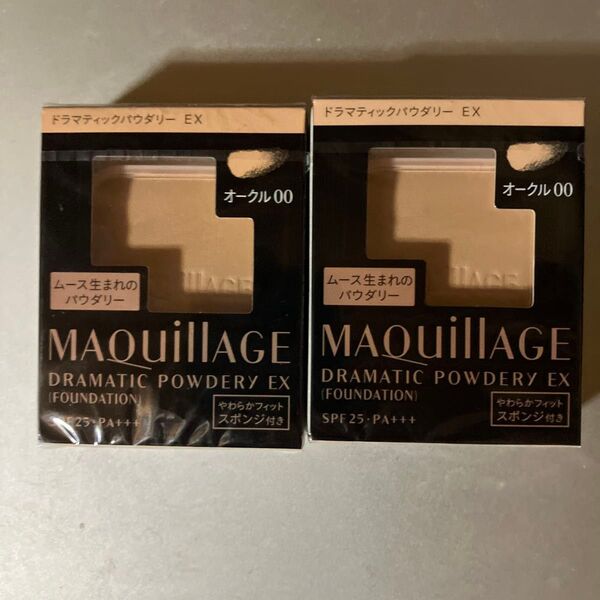 ドラマティックパウダリー EX
オークル00
ムース生まれの
パウダリー
MAQuillAGE
DRAMATIC POWDERY EX
(FOUNDATION)
SPF25・PA+++
やわらかフィット
スポンジ付き
ドラマティックパウダリー EX
オークル00
ムース生まれの
パウダリー
MAQuillAGE
DRAMATIC POWDERY EX
(FOUNDATION)
SPF25・PA+++
やわらかフィット
スポンジ付き